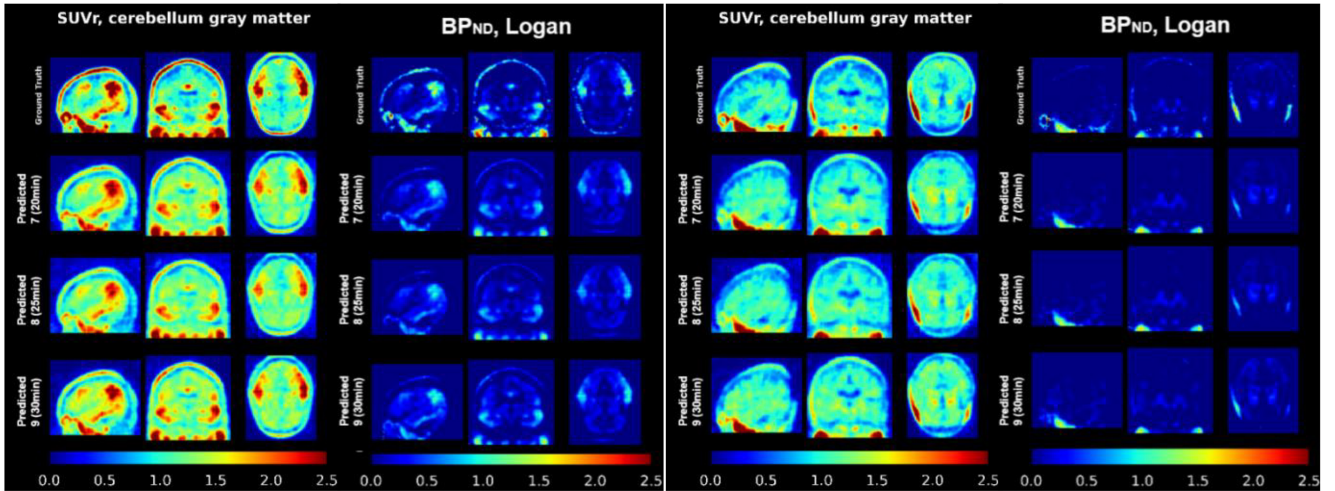 SUVr, cerebellum gray matter
BPND, Logan
SUVr, cerebellum gray matter
BPND, Logan
Ground Truth
Ground Truth
Ground Truth
Ground Truth
Predicted
7 (20min)
Predicted
7 (20min)
Predicted
7 (20min)
Predicted
7 (20min)
Predicted
8 (25min)
Predicted
8 (25min)
Predicted
8 (25min)
Predicted
8 (25min)
Predicted
9 (30min)
Predicted
9 (30min)
Predicted
9 (30min)
Predicted
9 (30min)
0.0 0.5 1.0 1.5 2.0 2.5
0.0 0.5 1.0 1.5 2.0 2.5
0.0 0.5 1.0 1.5 2.0 2.5
0.0 0.5 1.0 1.5 2.0 2.5